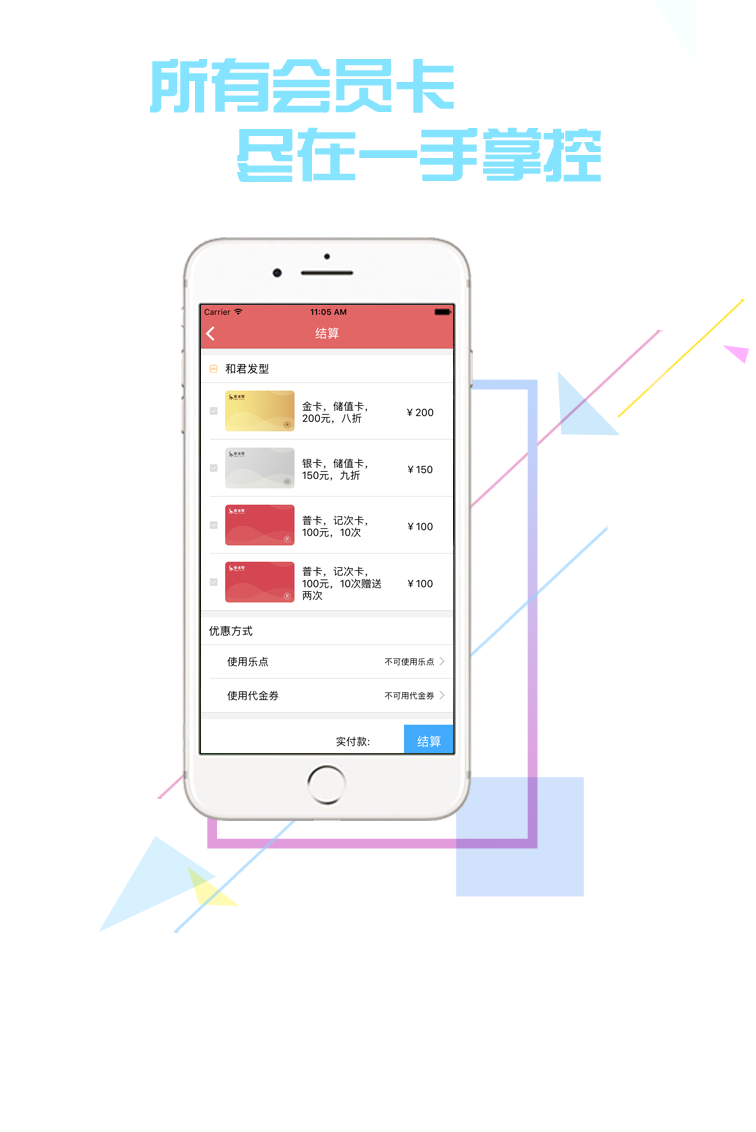 所有会员卡
尽在一手掌控
Carrier 11:05 AM
结算
和君发型
金卡，储值卡，
200元，八折
¥200
银卡，储值卡，
150元，九折
¥150
普卡，记次卡，
100元，10次
¥100
普卡，记次卡，
100元，10次赠送
两次
¥100
优惠方式
使用乐点 不可使用乐点
使用代金券 不可用代金券
实付款: 结算